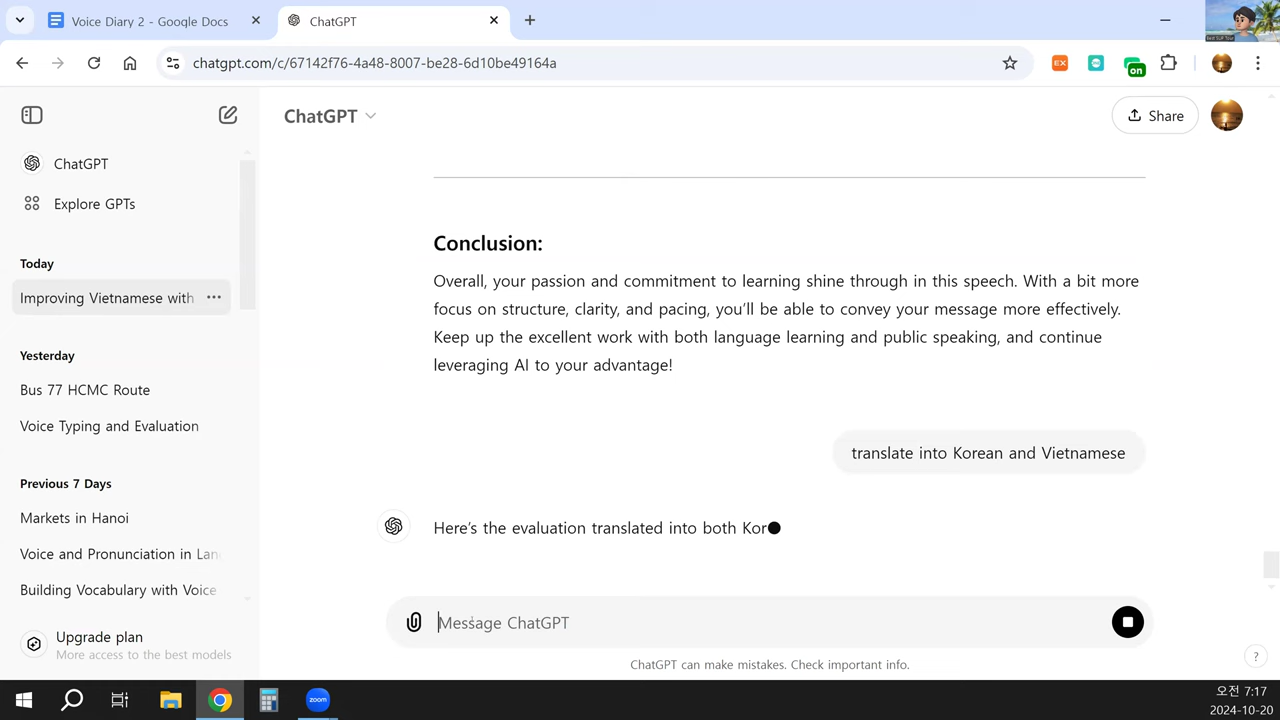 Voice Diary 2 - Google Docs
ChatGPT
chatgpt.com/c/67142f76-4a48-8007-be28-6d10be49164a
EX
on
ChatGPT
Share
ChatGPT
Explore GPTs
Today
Improving Vietnamese with
Yesterday
Bus 77 HCMC Route
Voice Typing and Evaluation
Previous 7 Days
Markets in Hanoi
Voice and Pronunciation in Lan
Building Vocabulary with Voice
Upgrade plan
More access to the best models
Conclusion:
Overall, your passion and commitment to learning shine through in this speech. With a bit more
focus on structure, clarity, and pacing, you'll be able to convey your message more effectively.
Keep up the excellent work with both language learning and public speaking, and continue
leveraging AI to your advantage!
translate into Korean and Vietnamese
Here's the evaluation translated into both Kor
Message ChatGPT
ChatGPT can make mistakes. Check important info.
?
zoom
오전 7:17
2024-10-20